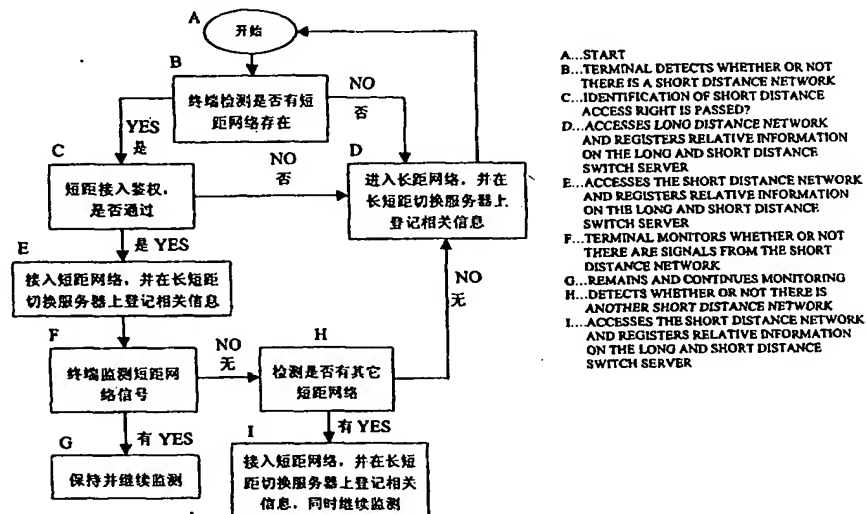 A
开始
B
终端检测是否有短
距网络存在
NO
否
YES
是
C
短距接入鉴权，
是否通过
NO
否
D
进入长距网络，并在
长短距切换服务器上
登记相关信息
是 YES
E
接入短距网络，并在长短距
切换服务器上登记相关信息
NO
无
F
终端监测短距网
络信号
NO
无
H
检测是否有其它
短距网络
有 YES
G
保持并继续监测
有 YES
I
接入短距网络，并在长短
距切换服务器上登记相关
信息，同时继续监测
A...START
B...TERMINAL DETECTS WHETHER OR NOT
THERE IS A SHORT DISTANCE NETWORK
C...IDENTIFICATION OF SHORT DISTANCE
ACCESS RIGHT IS PASSED?
D...ACCESSES LONG DISTANCE NETWORK
AND REGISTERS RELATIVE INFORMATION
ON THE LONG AND SHORT DISTANCE
SWITCH SERVER
E...ACCESSES THE SHORT DISTANCE NETWORK
AND REGISTERS RELATIVE INFORMATION
ON THE LONG AND SHORT DISTANCE
SWITCH SERVER
F...TERMINAL MONITORS WHETHER OR NOT
THERE ARE SIGNALS FROM THE SHORT
DISTANCE NETWORK
G...REMAINS AND CONTINUES MONITORING
H...DETECTS WHETHER OR NOT THERE IS
ANOTHER SHORT DISTANCE NETWORK
I...ACCESSES THE SHORT DISTANCE NETWORK
AND REGISTERS RELATIVE INFORMATION
ON THE LONG AND SHORT DISTANCE
SWITCH SERVER